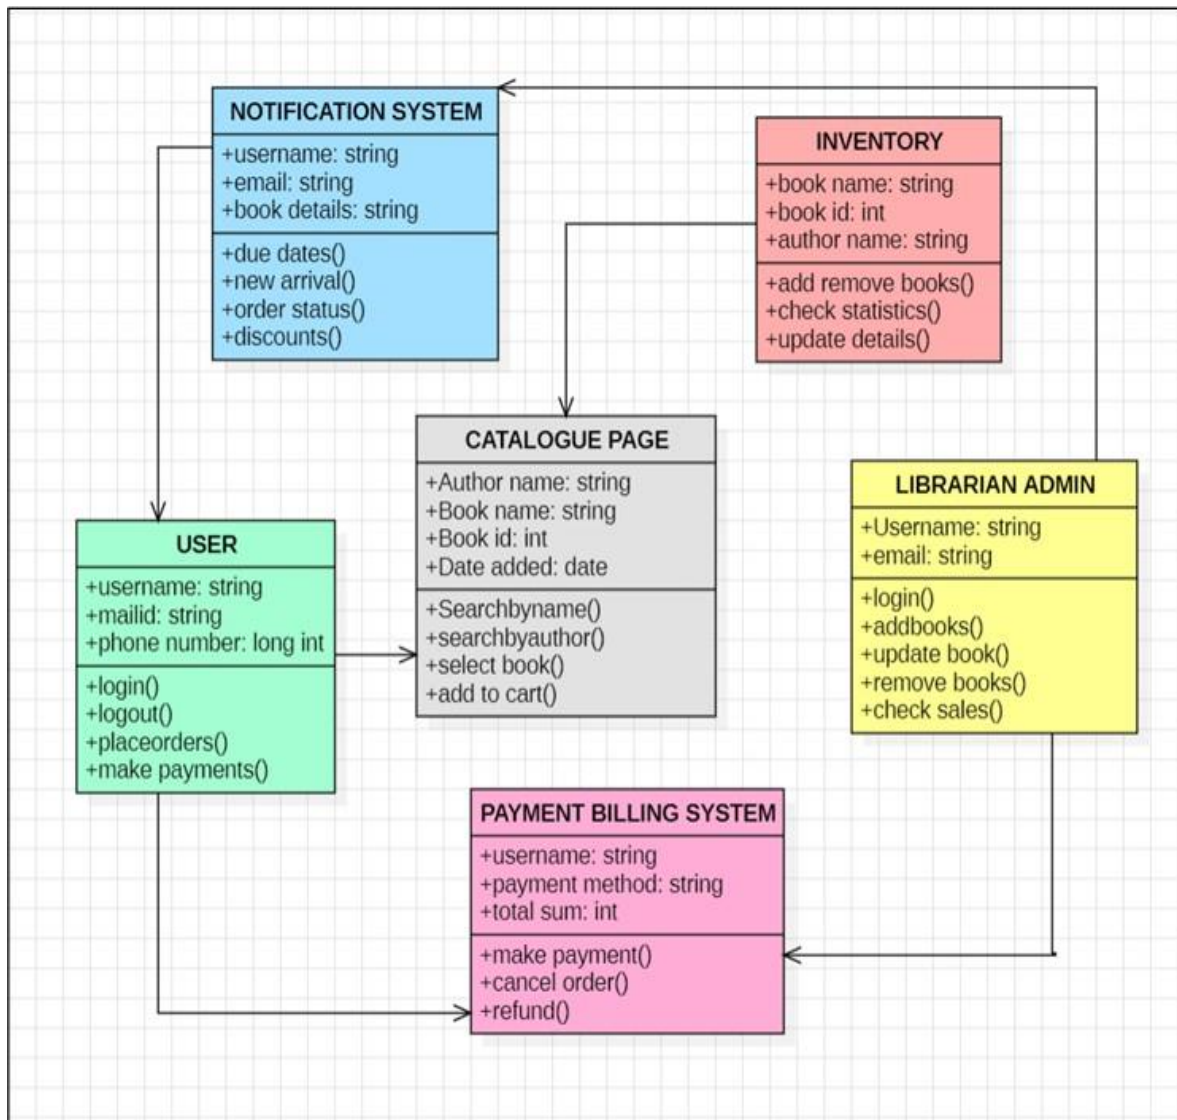 NOTIFICATION SYSTEM
+username: string
+email: string
+book details: string
+due dates()
+new arrival()
+order status()
+discounts()
INVENTORY
+book name: string
+book id: int
+author name: string
+add remove books()
+check statistics()
+update details()
CATALOGUE PAGE
+Author name: string
+Book name: string
+Book id: int
+Date added: date
+Searchbyname()
+searchbyauthor()
+select book()
+add to cart()
LIBRARIAN ADMIN
+Username: string
+email: string
+login()
+addbooks()
+update book()
+remove books()
+check sales()
USER
+username: string
+mailid: string
+phone number: long int
+login()
+logout()
+placeorders()
+make payments()
PAYMENT BILLING SYSTEM
+username: string
+payment method: string
+total sum: int
+make payment()
+cancel order()
+refund()